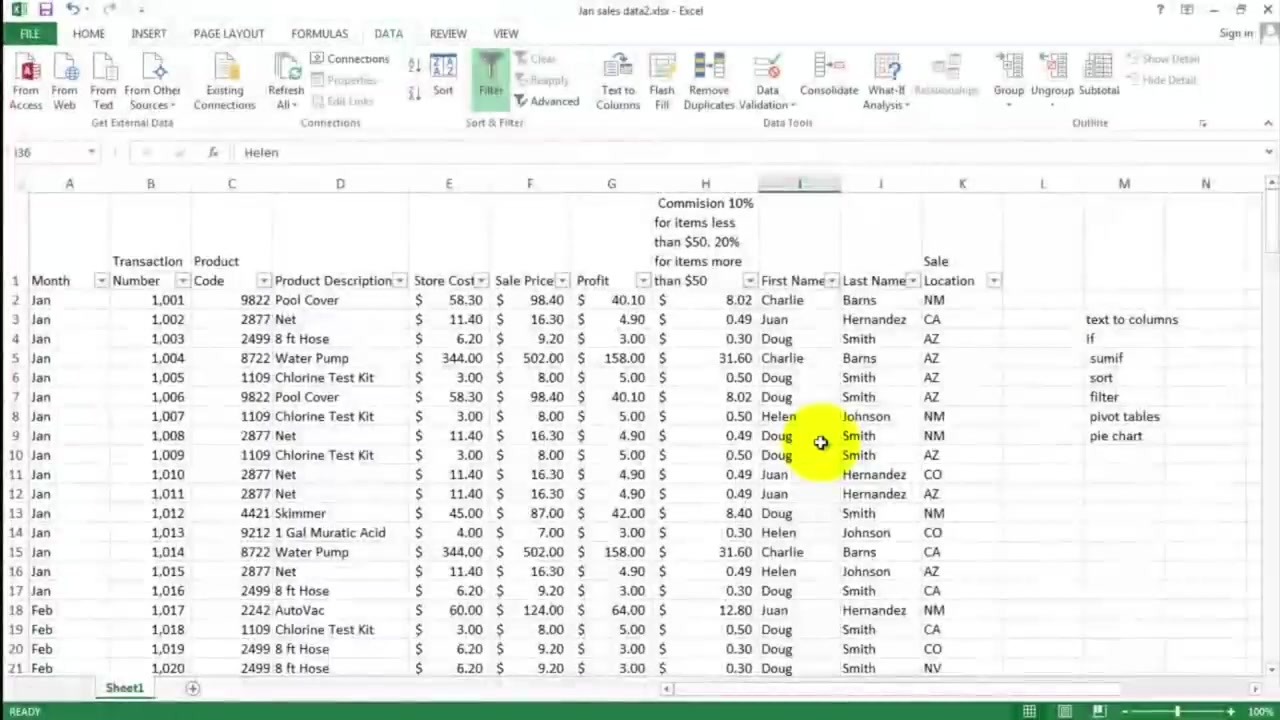 Jan sales data2.xlsx - Excel
FILE HOME INSERT PAGE LAYOUT FORMULAS DATA REVIEW VIEW Sign in
From Access From Web From Text From Other Sources Existing Connections Refresh All Connections Properties Edit Links Sort Filter Clear Reapply Advanced Text to Columns Flash Fill Remove Duplicates Data Validation Consolidate What-If Analysis Relationships Group Ungroup Subtotal Show Detail Hide Detail
Get External Data Connections Sort & Filter Data Tools Outline
I36 fx Helen
A B C D E F G H I J K L M N
Commision 10%
for items less
than $50. 20%
Transaction Product for items more Sale
1 Month Number Code Product Description Store Cost Sale Price Profit than $50 First Name Last Name Location
2 Jan 1,001 9822 Pool Cover $ 58.30 $ 98.40 $ 40.10 $ 8.02 Charlie Barns NM
3 Jan 1,002 2877 Net $ 11.40 $ 16.30 $ 4.90 $ 0.49 Juan Hernandez CA text to columns
4 Jan 1,003 2499 8 ft Hose $ 6.20 $ 9.20 $ 3.00 $ 0.30 Doug Smith AZ if
5 Jan 1,004 8722 Water Pump $ 344.00 $ 502.00 $ 158.00 $ 31.60 Charlie Barns AZ sumif
6 Jan 1,005 1109 Chlorine Test Kit $ 3.00 $ 8.00 $ 5.00 $ 0.50 Doug Smith AZ sort
7 Jan 1,006 9822 Pool Cover $ 58.30 $ 98.40 $ 40.10 $ 8.02 Doug Smith AZ filter
8 Jan 1,007 1109 Chlorine Test Kit $ 3.00 $ 8.00 $ 5.00 $ 0.50 Helen Johnson NM pivot tables
9 Jan 1,008 2877 Net $ 11.40 $ 16.30 $ 4.90 $ 0.49 Doug Smith NM pie chart
10 Jan 1,009 1109 Chlorine Test Kit $ 3.00 $ 8.00 $ 5.00 $ 0.50 Doug Smith AZ
11 Jan 1,010 2877 Net $ 11.40 $ 16.30 $ 4.90 $ 0.49 Juan Hernandez CO
12 Jan 1,011 2877 Net $ 11.40 $ 16.30 $ 4.90 $ 0.49 Juan Hernandez AZ
13 Jan 1,012 4421 Skimmer $ 45.00 $ 87.00 $ 42.00 $ 8.40 Doug Smith NM
14 Jan 1,013 9212 1 Gal Muratic Acid $ 4.00 $ 7.00 $ 3.00 $ 0.30 Helen Johnson CO
15 Jan 1,014 8722 Water Pump $ 344.00 $ 502.00 $ 158.00 $ 31.60 Charlie Barns CA
16 Jan 1,015 2877 Net $ 11.40 $ 16.30 $ 4.90 $ 0.49 Helen Johnson AZ
17 Jan 1,016 2499 8 ft Hose $ 6.20 $ 9.20 $ 3.00 $ 0.30 Doug Smith CA
18 Feb 1,017 2242 AutoVac $ 60.00 $ 124.00 $ 64.00 $ 12.80 Juan Hernandez NM
19 Feb 1,018 1109 Chlorine Test Kit $ 3.00 $ 8.00 $ 5.00 $ 0.50 Doug Smith CA
20 Feb 1,019 2499 8 ft Hose $ 6.20 $ 9.20 $ 3.00 $ 0.30 Doug Smith CO
21 Feb 1,020 2499 8 ft Hose $ 6.20 $ 9.20 $ 3.00 $ 0.30 Doug Smith NV
Sheet1
READY 100%